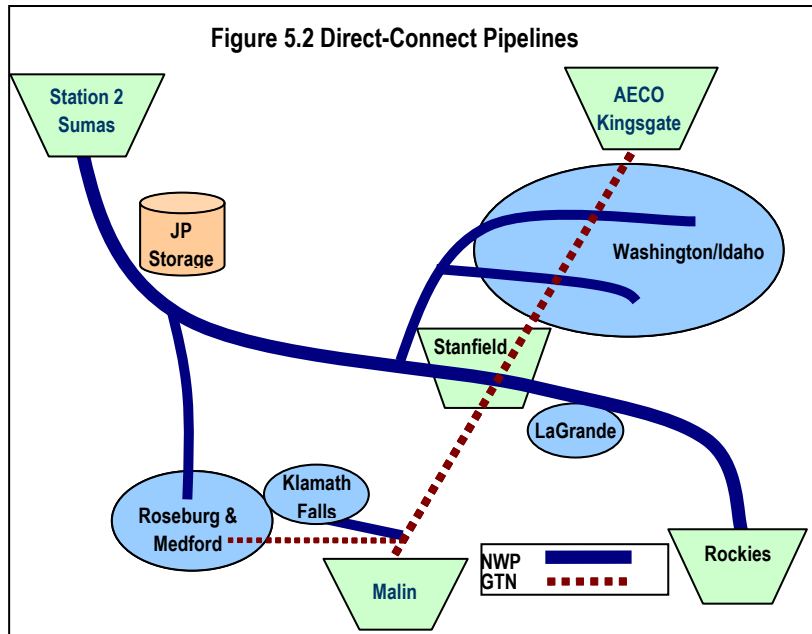 Figure 5.2 Direct-Connect Pipelines
Station 2
Sumas
AECO
Kingsgate
JP
Storage
Washington/Idaho
Stanfield
LaGrande
Klamath
Falls
Roseburg &
Medford
Malin
NWP
GTN
Rockies